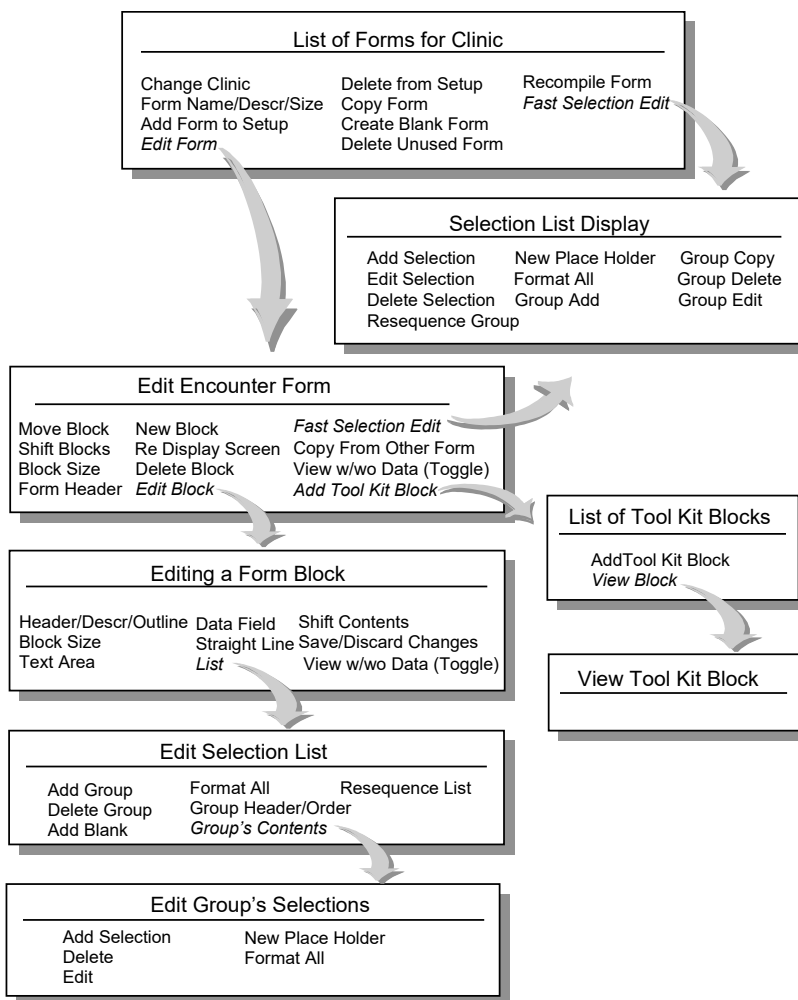 List of Forms for Clinic
Change Clinic Delete from Setup Recompile Form
Form Name/Descr/Size Copy Form Fast Selection Edit
Add Form to Setup Create Blank Form
Edit Form Delete Unused Form
Selection List Display
Add Selection New Place Holder Group Copy
Edit Selection Format All Group Delete
Delete Selection Group Add Group Edit
Resequence Group
Edit Encounter Form
Move Block New Block Fast Selection Edit
Shift Blocks Re Display Screen Copy From Other Form
Block Size Delete Block View w/wo Data (Toggle)
Form Header Edit Block Add Tool Kit Block
List of Tool Kit Blocks
AddTool Kit Block
View Block
Editing a Form Block
Header/Descr/Outline Data Field Shift Contents
Block Size Straight Line Save/Discard Changes
Text Area List View w/wo Data (Toggle)
View Tool Kit Block
Edit Selection List
Add Group Format All Resequence List
Delete Group Group Header/Order
Add Blank Group's Contents
Edit Group's Selections
Add Selection New Place Holder
Delete Format All
Edit